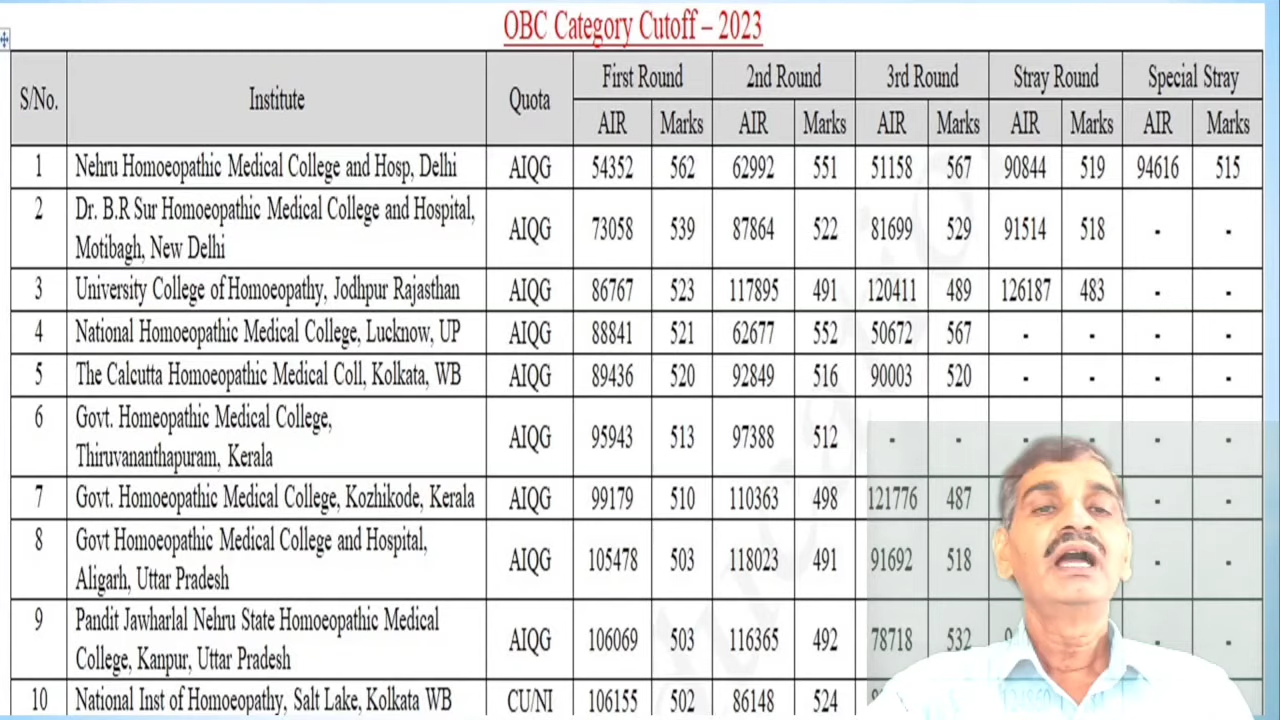 OBC Category Cutoff – 2023
S/No. Institute Quota First Round 2nd Round 3rd Round Stray Round Special Stray
AIR Marks AIR Marks AIR Marks AIR Marks AIR Marks
1 Nehru Homoeopathic Medical College and Hosp, Delhi AIQG 54352 562 62992 551 51158 567 90844 519 94616 515
2 Dr. B.R Sur Homoeopathic Medical College and Hospital,
Motibagh, New Delhi AIQG 73058 539 87864 522 81699 529 91514 518 - -
3 University College of Homoeopathy, Jodhpur Rajasthan AIQG 86767 523 117895 491 120411 489 126187 483 - -
4 National Homoeopathic Medical College, Lucknow, UP AIQG 88841 521 62677 552 50672 567 - - - -
5 The Calcutta Homoeopathic Medical Coll, Kolkata, WB AIQG 89436 520 92849 516 90003 520 - - - -
6 Govt. Homeopathic Medical College,
Thiruvananthapuram, Kerala AIQG 95943 513 97388 512 - - - - - -
7 Govt. Homoeopathic Medical College, Kozhikode, Kerala AIQG 99179 510 110363 498 121776 487 - -
8 Govt Homoeopathic Medical College and Hospital,
Aligarh, Uttar Pradesh AIQG 105478 503 118023 491 91692 518 - -
9 Pandit Jawharlal Nehru State Homoeopathic Medical
College, Kanpur, Uttar Pradesh AIQG 106069 503 116365 492 78718 532 - -
10 National Inst of Homoeopathy, Salt Lake, Kolkata WB CU/NI 106155 502 86148 524